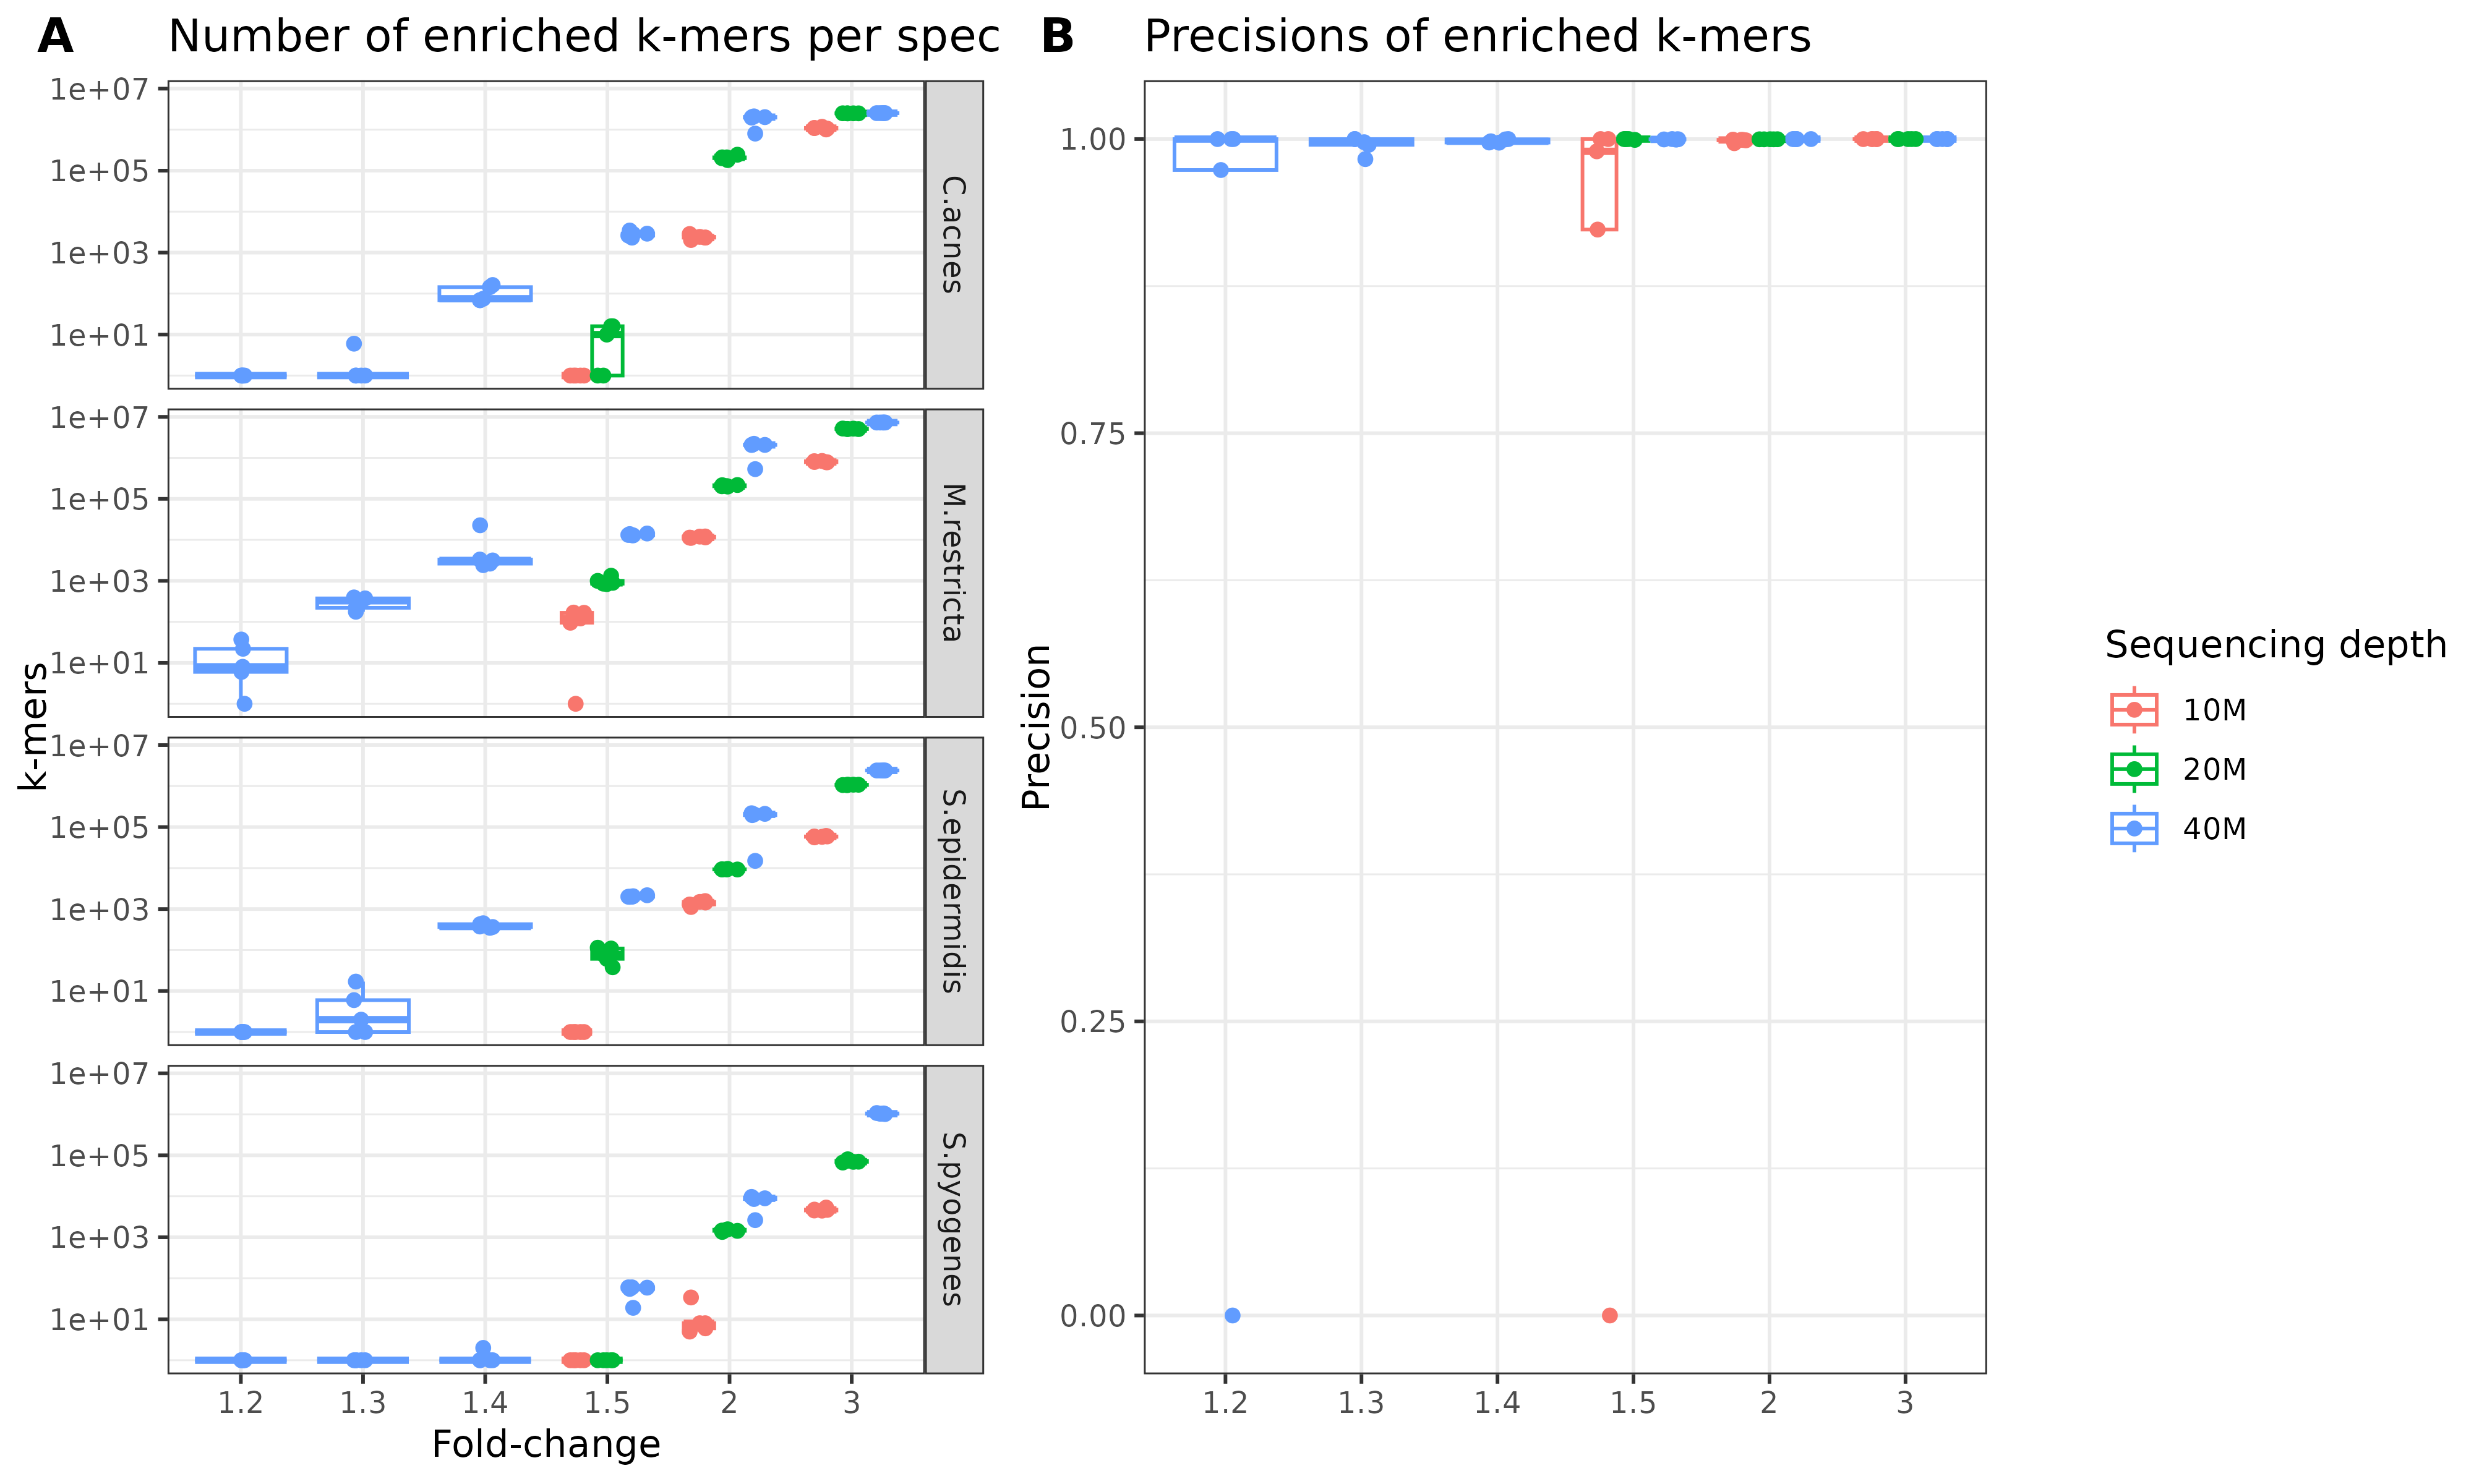 A Number of enriched k-mers per spec
1e+07
1e+05
1e+03
1e+01
C.acnes
1e+07
1e+05
1e+03
1e+01
M.restricta
1e+07
1e+05
1e+03
1e+01
S.epidermidis
1e+07
1e+05
1e+03
1e+01
S.pyogenes
k-mers
1.2 1.3 1.4 1.5 2 3
Fold-change
B Precisions of enriched k-mers
1.00
0.75
0.50
0.25
0.00
Precision
1.2 1.3 1.4 1.5 2 3
Sequencing depth
10M
20M
40M